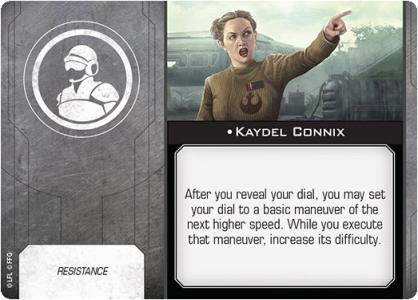 • KAYDEL CONNIX
After you reveal your dial, you may set
your dial to a basic maneuver of the
next higher speed. While you execute
that maneuver, increase its difficulty.
RESISTANCE
© LFL © FFG